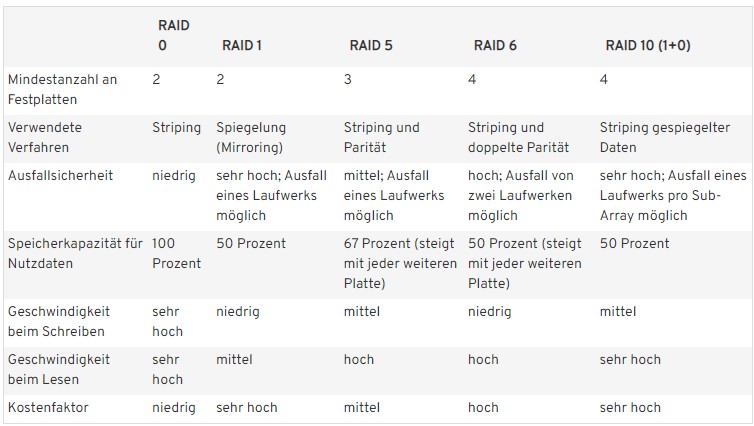 RAID 0 RAID 1 RAID 5 RAID 6 RAID 10 (1+0)
Mindestanzahl an Festplatten 2 2 3 4 4
Verwendete Verfahren Striping Spiegelung (Mirroring) Striping und Parität Striping und doppelte Parität Striping gespiegelter Daten
Ausfallsicherheit niedrig sehr hoch; Ausfall eines Laufwerks möglich mittel; Ausfall eines Laufwerks möglich hoch; Ausfall von zwei Laufwerken möglich sehr hoch; Ausfall eines Laufwerks pro Sub-Array möglich
Speicherkapazität für Nutzdaten 100 Prozent 50 Prozent 67 Prozent (steigt mit jeder weiteren Platte) 50 Prozent (steigt mit jeder weiteren Platte) 50 Prozent
Geschwindigkeit beim Schreiben sehr hoch niedrig mittel niedrig mittel
Geschwindigkeit beim Lesen sehr hoch mittel hoch hoch sehr hoch
Kostenfaktor niedrig sehr hoch mittel hoch sehr hoch